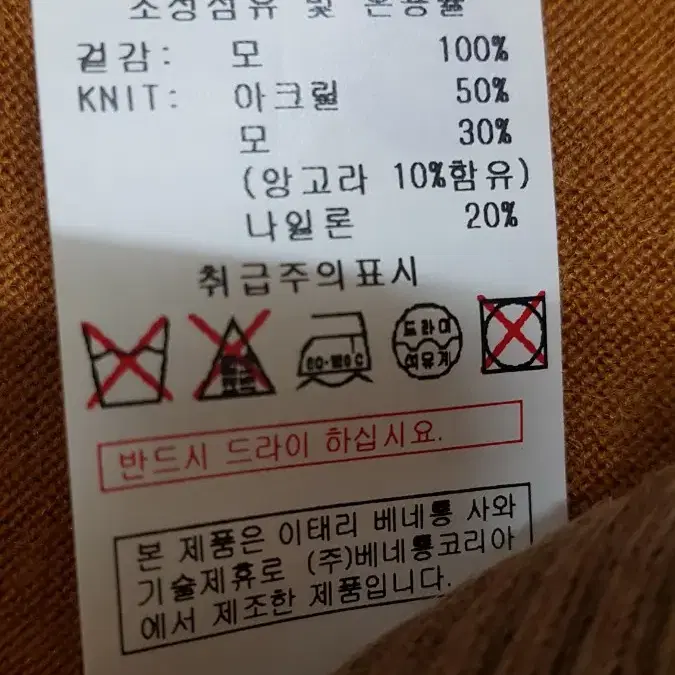 조성섬유 및 혼용율
겉감: 모 100%
KNIT: 아크릴 50%
모 30%
(앙고라 10%함유)
나일론 20%
취급주의표시
드라이
석유계
반드시 드라이 하십시요.
본 제품은 이태리 베네통 사와
기술제휴로 (주)베네통코리아
에서 제조한 제품입니다.